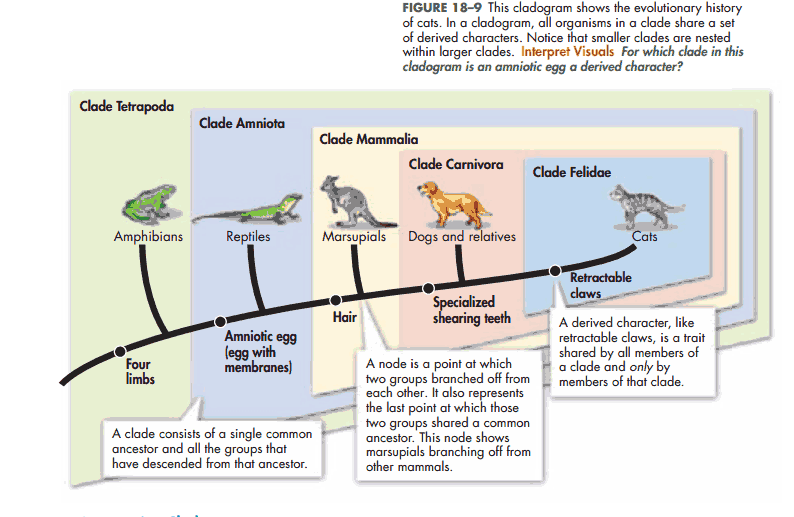 FIGURE 18–9 This cladogram shows the evolutionary history
of cats. In a cladogram, all organisms in a clade share a set
of derived characters. Notice that smaller clades are nested
within larger clades. Interpret Visuals For which clade in this
cladogram is an amniotic egg a derived character?
Clade Tetrapoda
Clade Amniota
Clade Mammalia
Clade Carnivora
Clade Felidae
Amphibians
Reptiles
Marsupials
Dogs and relatives
Cats
Four
limbs
Amniotic egg
(egg with
membranes)
Hair
Specialized
shearing teeth
Retractable
claws
A clade consists of a single common
ancestor and all the groups that
have descended from that ancestor.
A node is a point at which
two groups branched off from
each other. It also represents
the last point at which those
two groups shared a common
ancestor. This node shows
marsupials branching off from
other mammals.
A derived character, like
retractable claws, is a trait
shared by all members of
a clade and only by
members of that clade.